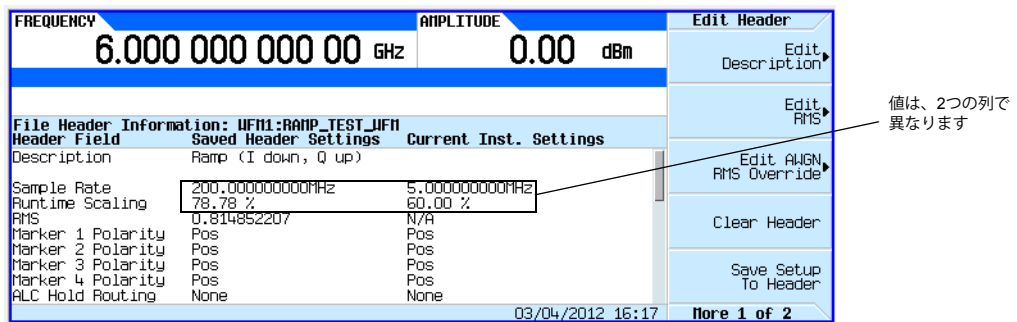 FREQUENCY AMPLITUDE Edit Header
6.000 000 000 00 GHz 0.00 dBm
Edit Description
Edit RMS
値は、2つの列で
異なります
File Header Information: WFM1:RAMP_TEST_WFM
Header Field Saved Header Settings Current Inst. Settings
Description Ramp (I down, Q up)
Edit AWGN
RMS Override
Sample Rate 200.000000000MHz 5.000000000MHz
Runtime Scaling 78.78 % 60.00 %
RMS 0.814852207 N/A
Clear Header
Marker 1 Polarity Pos Pos
Marker 2 Polarity Pos Pos
Marker 3 Polarity Pos Pos
Marker 4 Polarity Pos Pos
Save Setup
To Header
ALC Hold Routing None None
03/04/2012 16:17 More 1 of 2